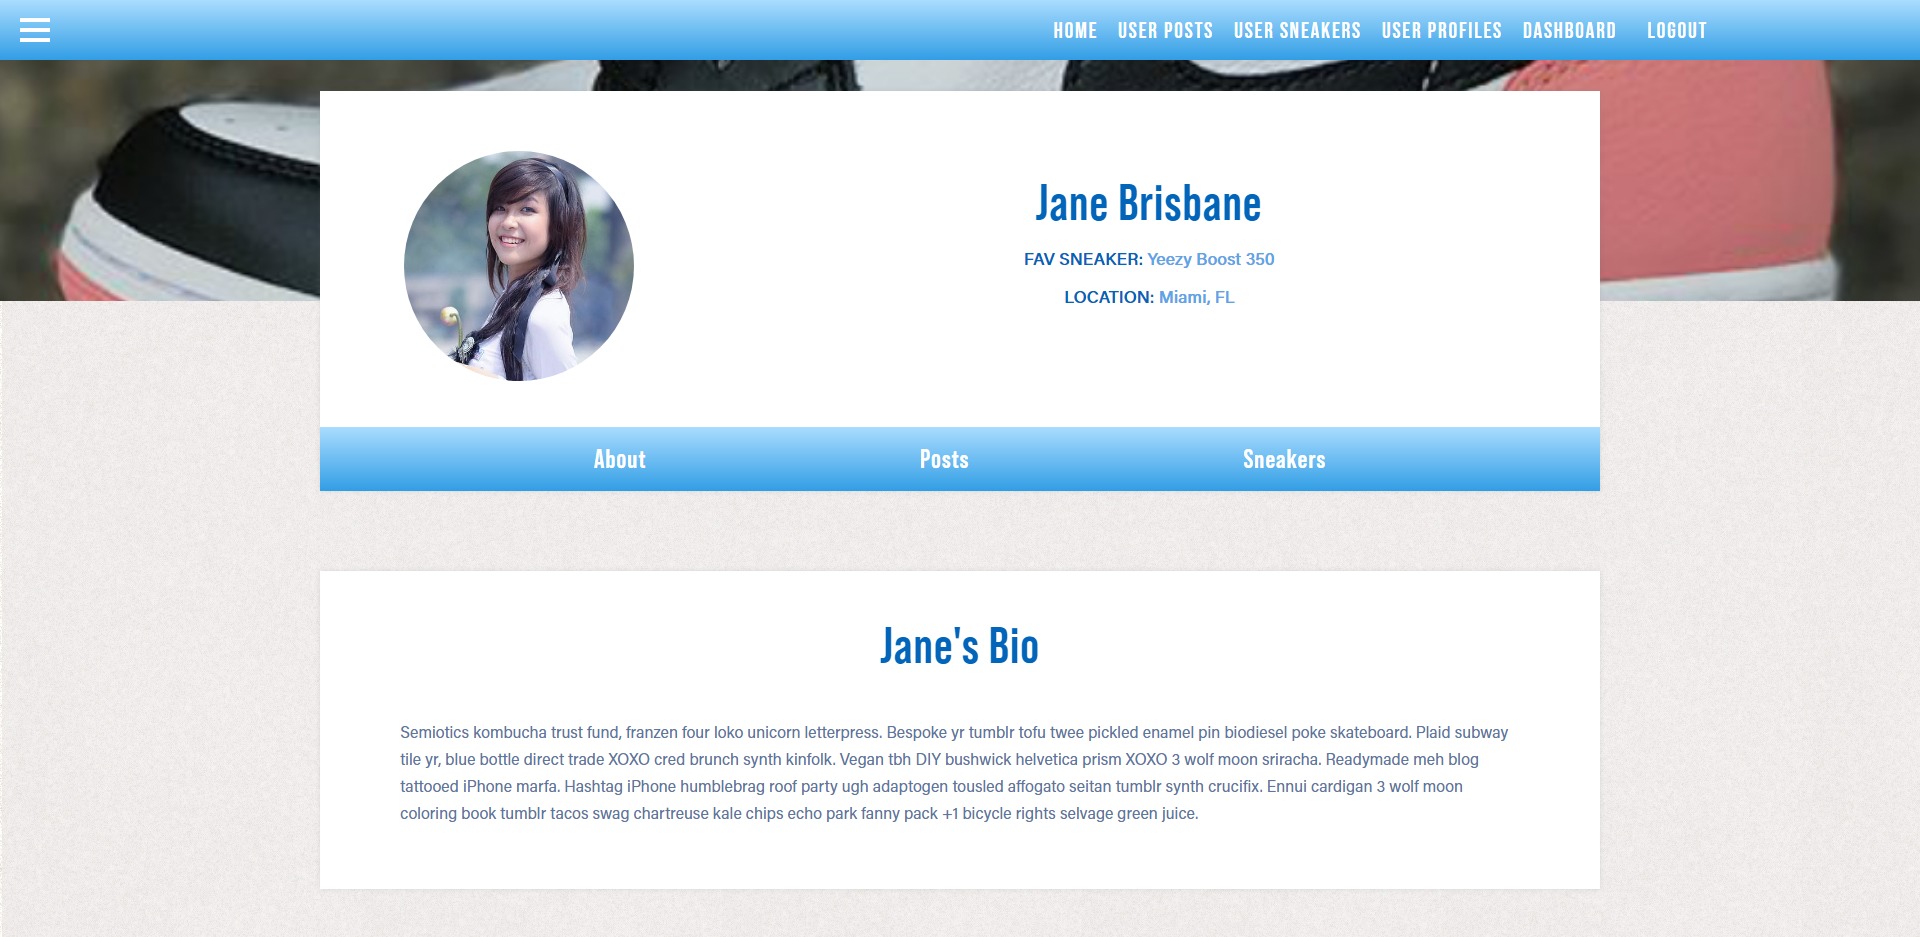 HOME USER POSTS USER SNEAKERS USER PROFILES DASHBOARD LOGOUT
Jane Brisbane
FAV SNEAKER: Yeezy Boost 350
LOCATION: Miami, FL
About Posts Sneakers
Jane's Bio
Semiotics kombucha trust fund, franzen four loko unicorn letterpress. Bespoke yr tumblr tofu twee pickled enamel pin biodiesel poke skateboard. Plaid subway
tile yr, blue bottle direct trade XOXO cred brunch synth kinfolk. Vegan tbh DIY bushwick helvetica prism XOXO 3 wolf moon sriracha. Readymade meh blog
tattooed iPhone marfa. Hashtag iPhone humblebrag roof party ugh adaptogen tousled affogato seitan tumblr synth crucifix. Ennui cardigan 3 wolf moon
coloring book tumblr tacos swag chartreuse kale chips echo park fanny pack +1 bicycle rights selvage green juice.